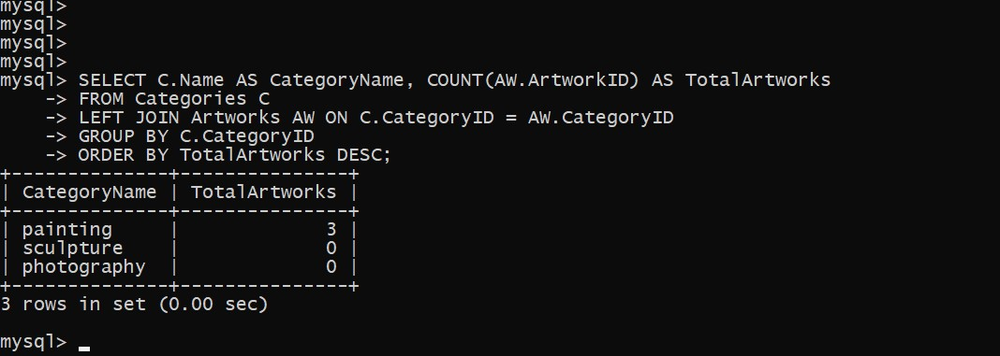 mysql>
mysql>
mysql>
mysql>
mysql> SELECT C.Name AS CategoryName, COUNT(AW.ArtworkID) AS TotalArtworks
    -> FROM Categories C
    -> LEFT JOIN Artworks AW ON C.CategoryID = AW.CategoryID
    -> GROUP BY C.CategoryID
    -> ORDER BY TotalArtworks DESC;
+--------------+---------------+
| CategoryName | TotalArtworks |
+--------------+---------------+
| painting     |             3 |
| sculpture    |             0 |
| photography  |             0 |
+--------------+---------------+
3 rows in set (0.00 sec)

mysql> _